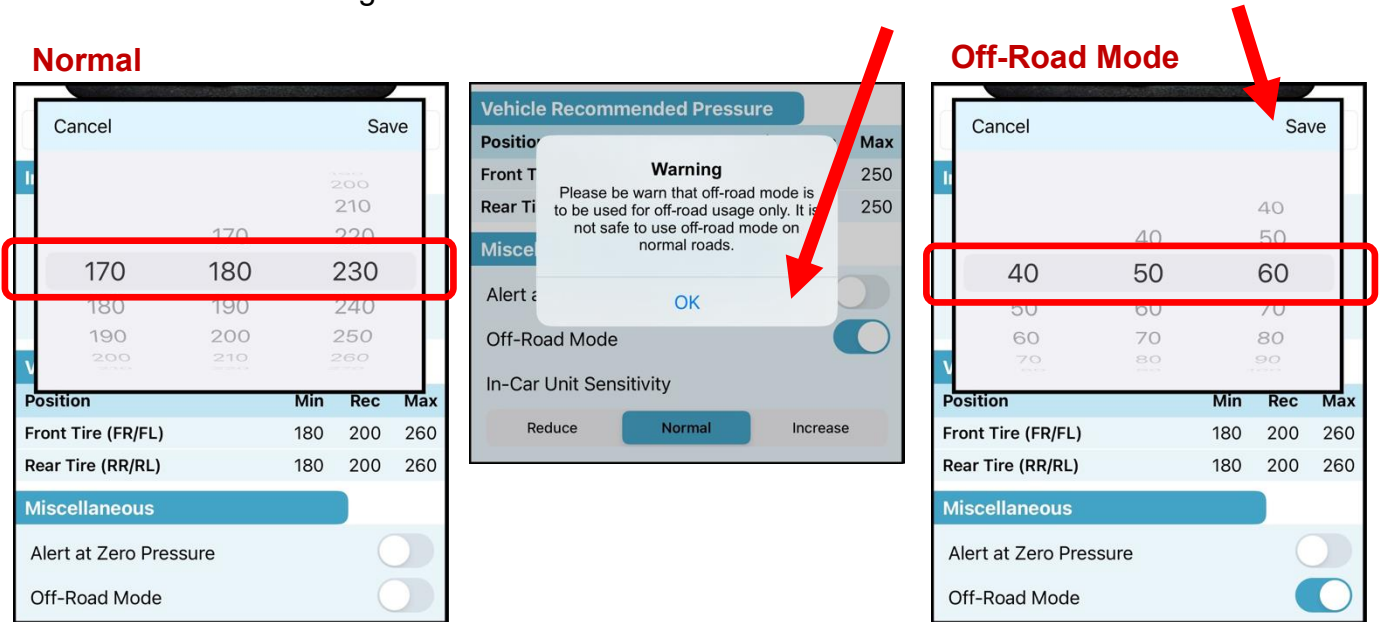 Normal
Cancel Save
200
210
170 220
170 180 230
180 190 240
190 200 250
200 210 260
Position Min Rec Max
Front Tire (FR/FL) 180 200 260
Rear Tire (RR/RL) 180 200 260
Miscellaneous
Alert at Zero Pressure
Off-Road Mode
Vehicle Recommended Pressure
Max
Front 250
Rear 250
Warning
Please be warn that off-road mode is
to be used for off-road usage only. It is
not safe to use off-road mode on
normal roads.
OK
Alert
Off-Road Mode
In-Car Unit Sensitivity
Reduce Normal Increase
Off-Road Mode
Cancel Save
40
40 50
40 50 60
50 60 70
60 70 80
70 80 90
Position Min Rec Max
Front Tire (FR/FL) 180 200 260
Rear Tire (RR/RL) 180 200 260
Miscellaneous
Alert at Zero Pressure
Off-Road Mode